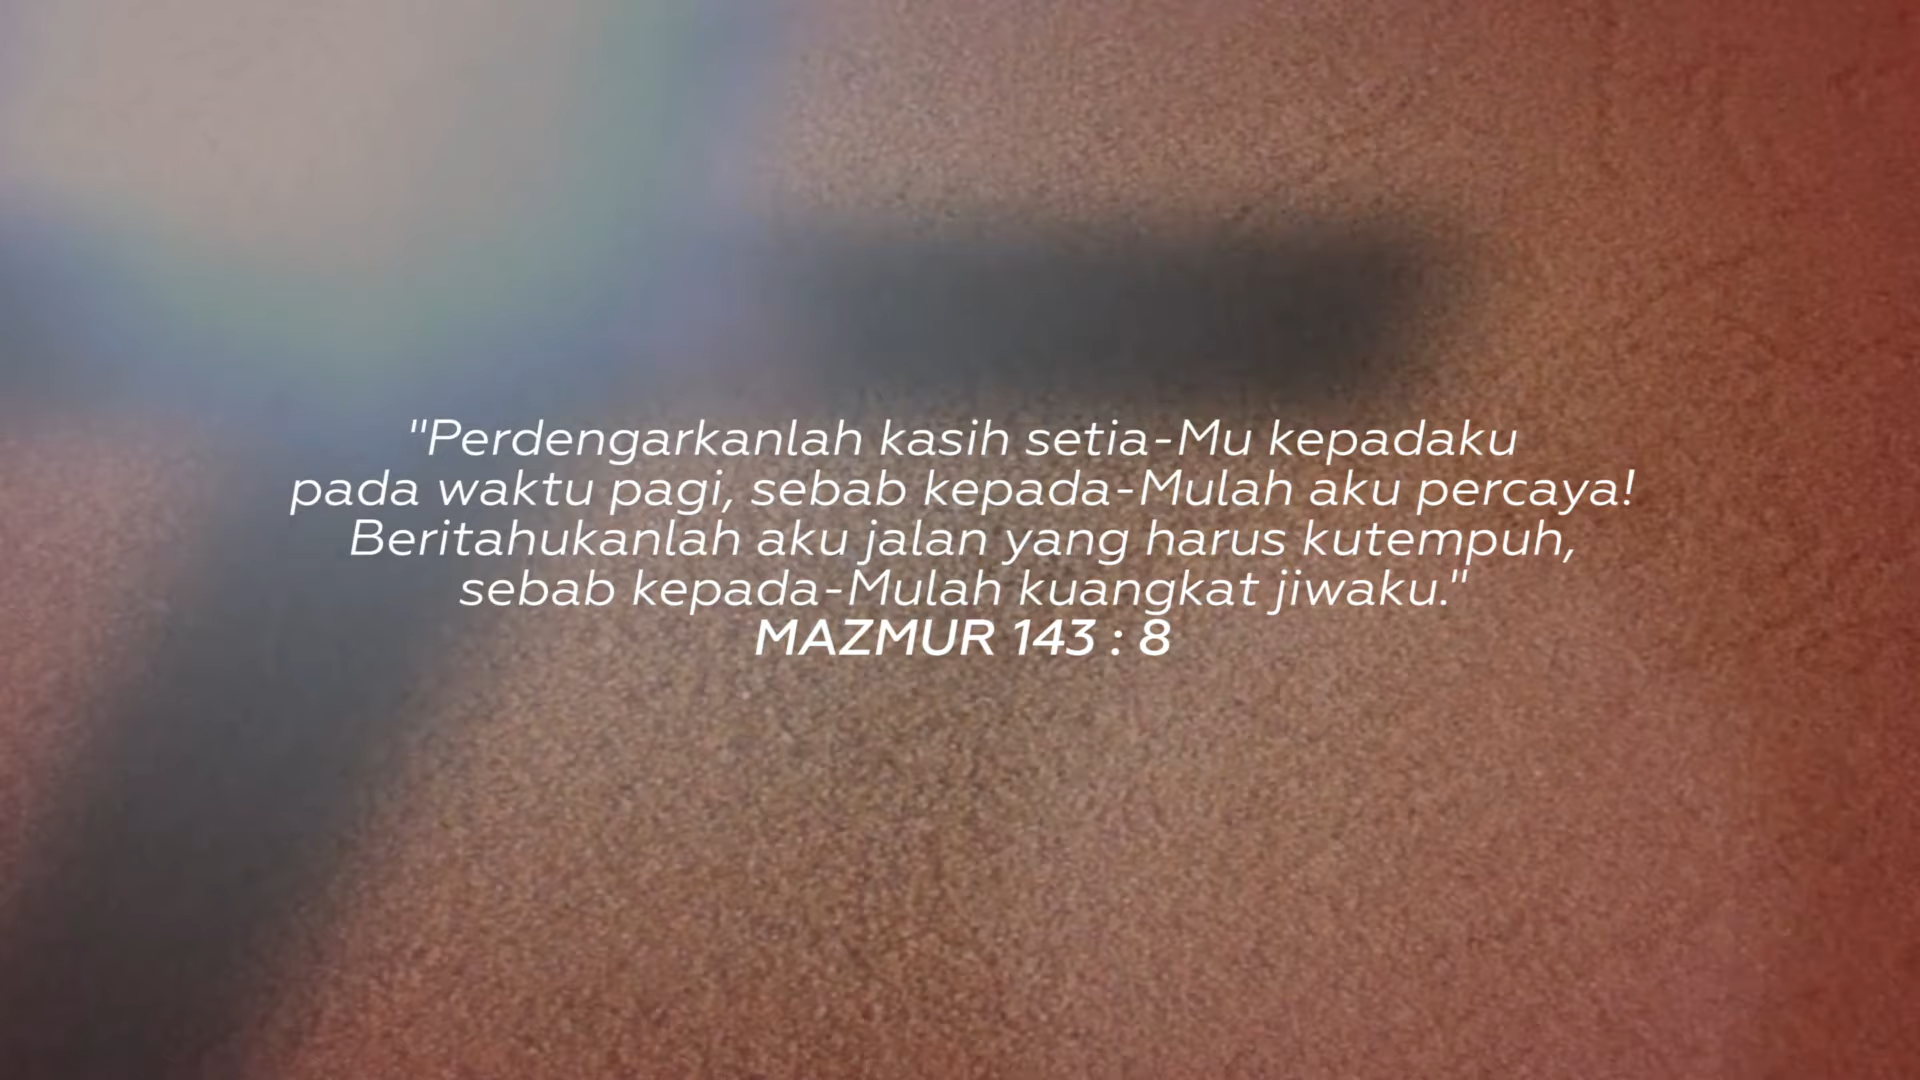 "Perdengarkanlah kasih setia-Mu kepadaku
pada waktu pagi, sebab kepada-Mulah aku percaya!
Beritahukanlah aku jalan yang harus kutempuh,
sebab kepada-Mulah kuangkat jiwaku."
MAZMUR 143 : 8